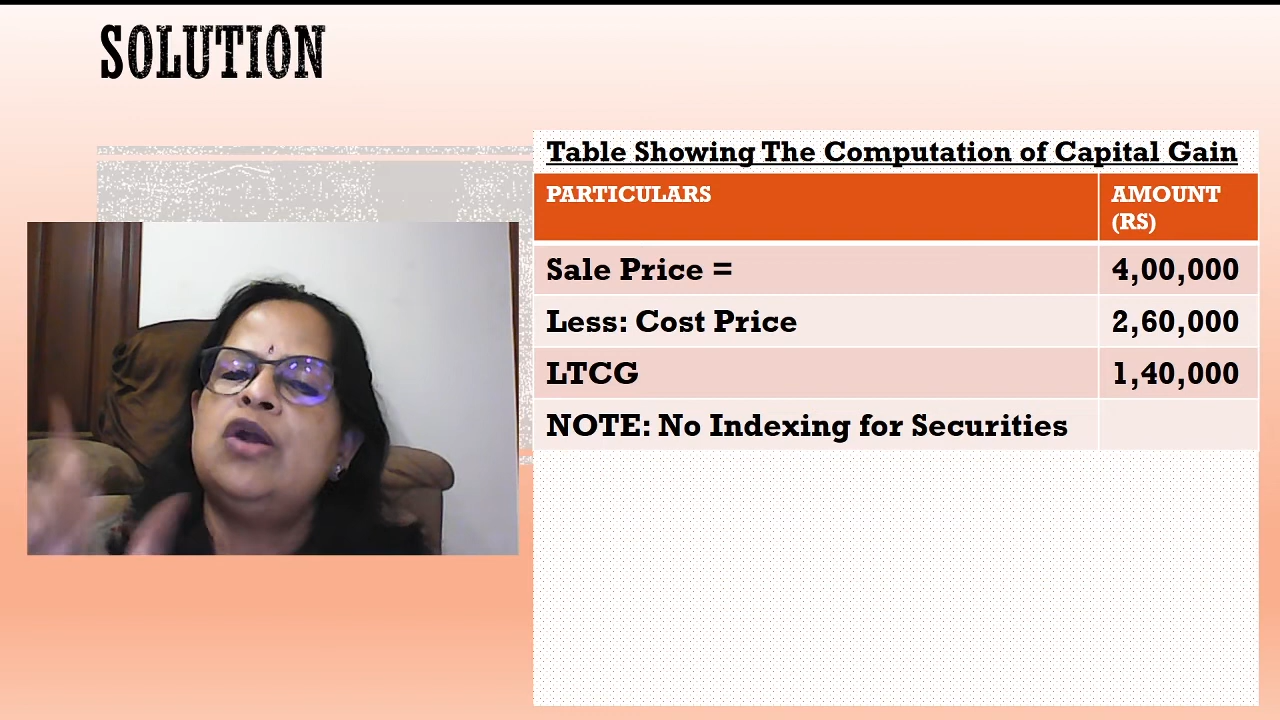 SOLUTION
Table Showing The Computation of Capital Gain
PARTICULARS
AMOUNT
(RS)
Sale Price =
4,00,000
Less: Cost Price
2,60,000
LTCG
1,40,000
NOTE: No Indexing for Securities